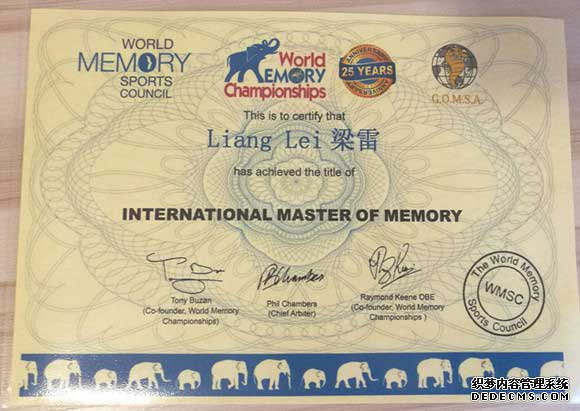 WORLD
MEMORY
SPORTS
COUNCIL
World
MEMORY
Championships
ANNIVERSARY
25 YEARS
ANNIVERSARY
G.O.M.S.A.
This is to certify that
Liang Lei 梁雷
has achieved the title of
INTERNATIONAL MASTER OF MEMORY
Tony Buzan
(Co-founder, World Memory
Championships)
Phil Chambers
(Chief Arbiter)
Raymond Keene OBE
(Co-founder, World Memory
Championships )
The World Memory
WMSC
Sports Council
织梦内容管理系统
DEDECMS.COM